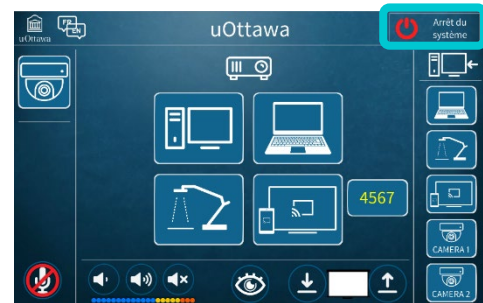 uOttawa
FR
EN
uOttawa
Arrêt du
système
4567
CAMERA 1
CAMERA 2